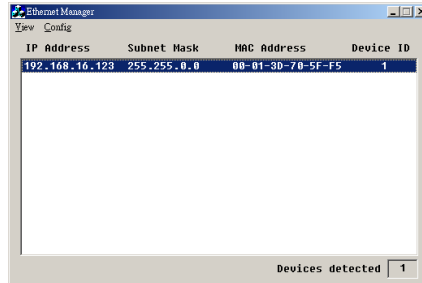 Ethernet Manager
View Config
IP Address Subnet Mask MAC Address Device ID
192.168.16.123 255.255.0.0 00-01-3D-70-5F-F5 1
Devices detected 1